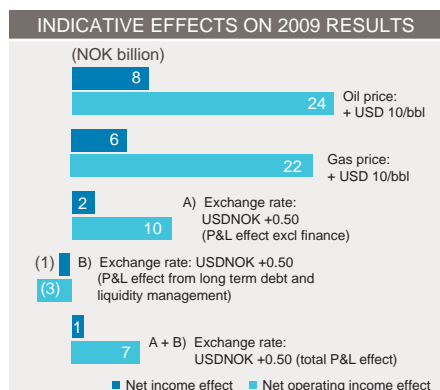 INDICATIVE EFFECTS ON 2009 RESULTS
(NOK billion)
8
24
Oil price:
+ USD 10/bbl
6
22
Gas price:
+ USD 10/bbl
2
10
A) Exchange rate:
USDNOK +0.50
(P&L effect excl finance)
(1)
(3)
B) Exchange rate: USDNOK +0.50
(P&L effect from long term debt and
liquidity management)
1
7
A + B) Exchange rate:
USDNOK +0.50 (total P&L effect)
Net income effect Net operating income effect